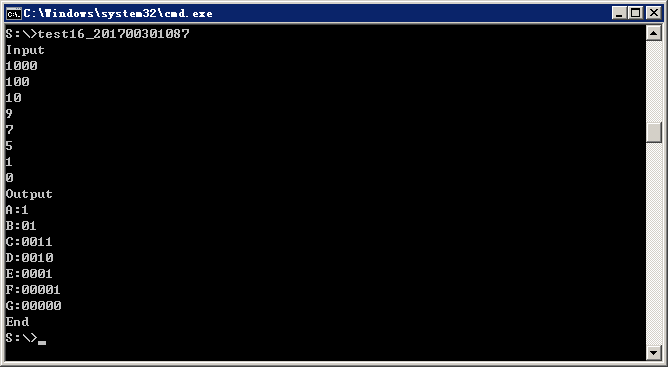 C:\Windows\system32\cmd.exe
S:\>test16_201700301087
Input
1000
100
10
9
7
5
1
0
Output
A:1
B:01
C:0011
D:0010
E:0001
F:00001
G:00000
End
S:\>_